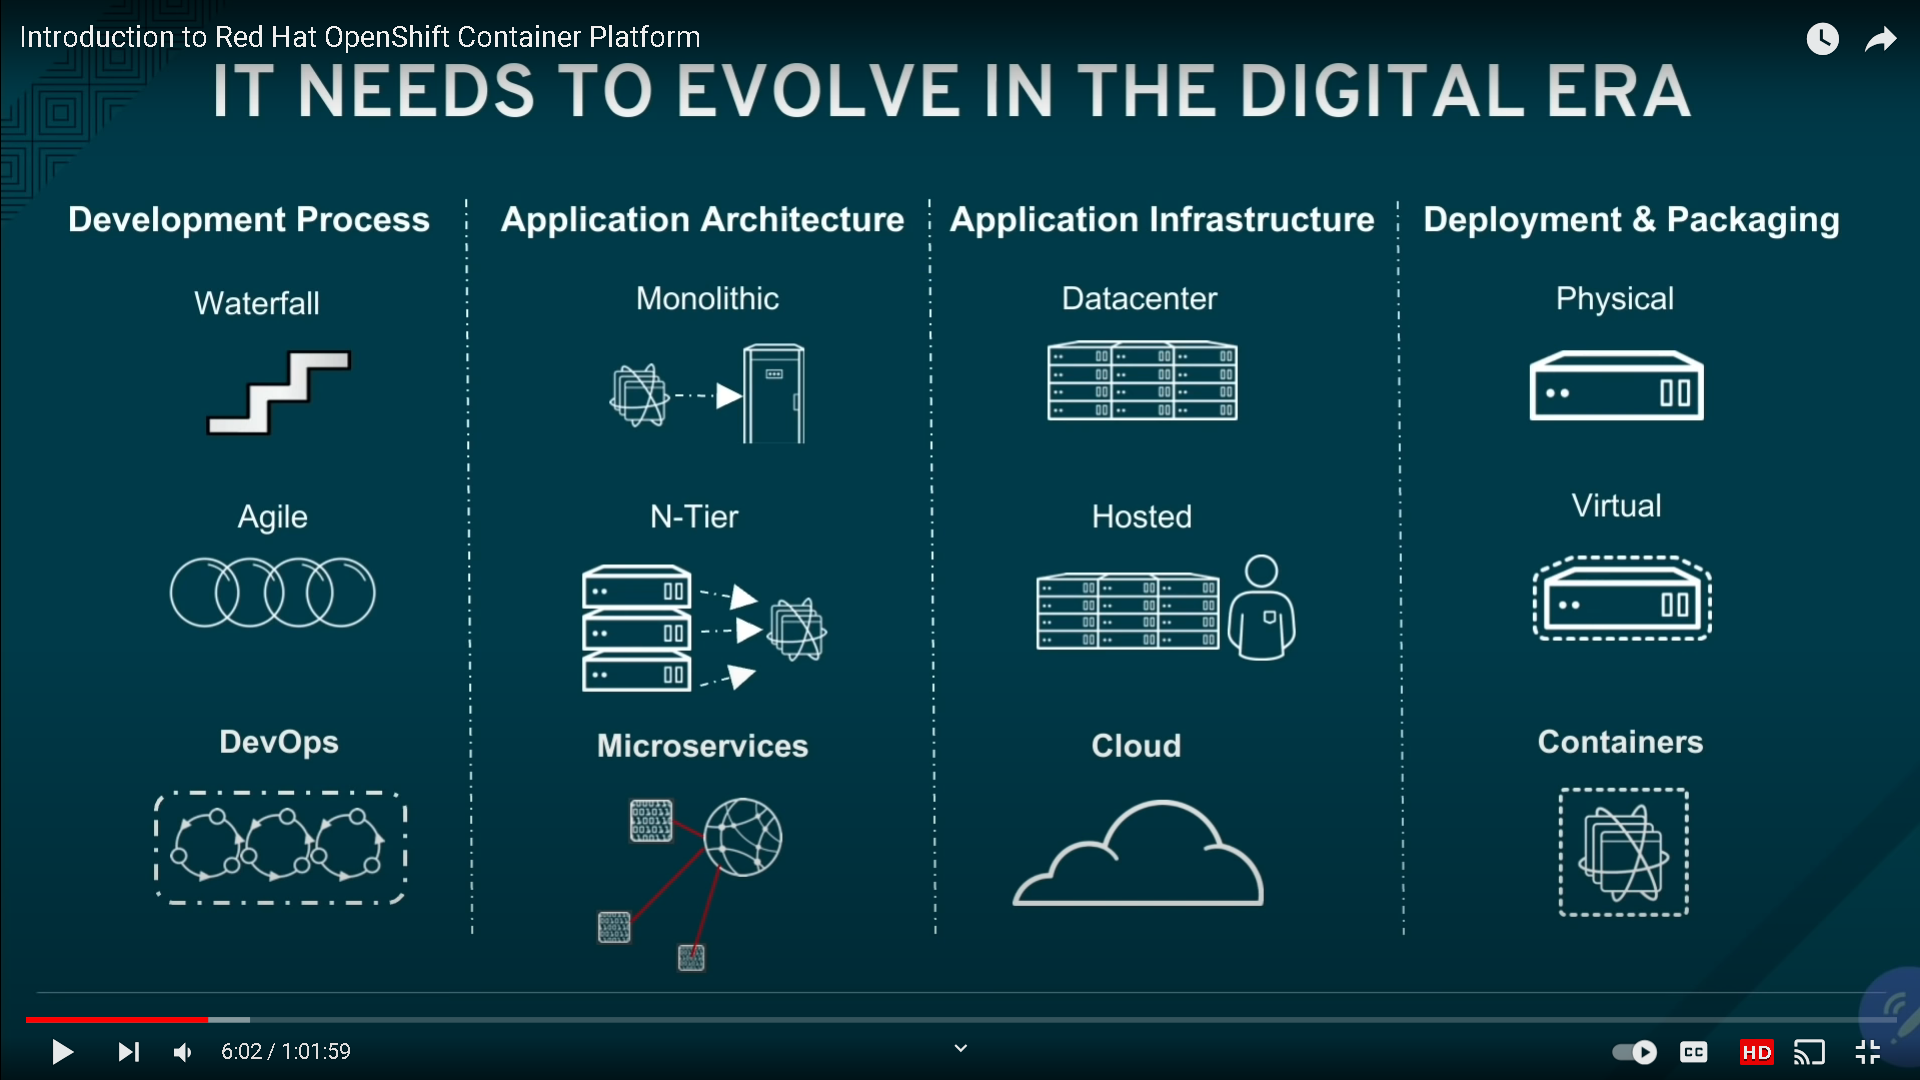 Introduction to Red Hat OpenShift Container Platform
IT NEEDS TO EVOLVE IN THE DIGITAL ERA
Development Process
Application Architecture
Application Infrastructure
Deployment & Packaging
Waterfall
Monolithic
Datacenter
Physical
Agile
N-Tier
Hosted
Virtual
DevOps
Microservices
Cloud
Containers
6:02 / 1:01:59
CC
HD